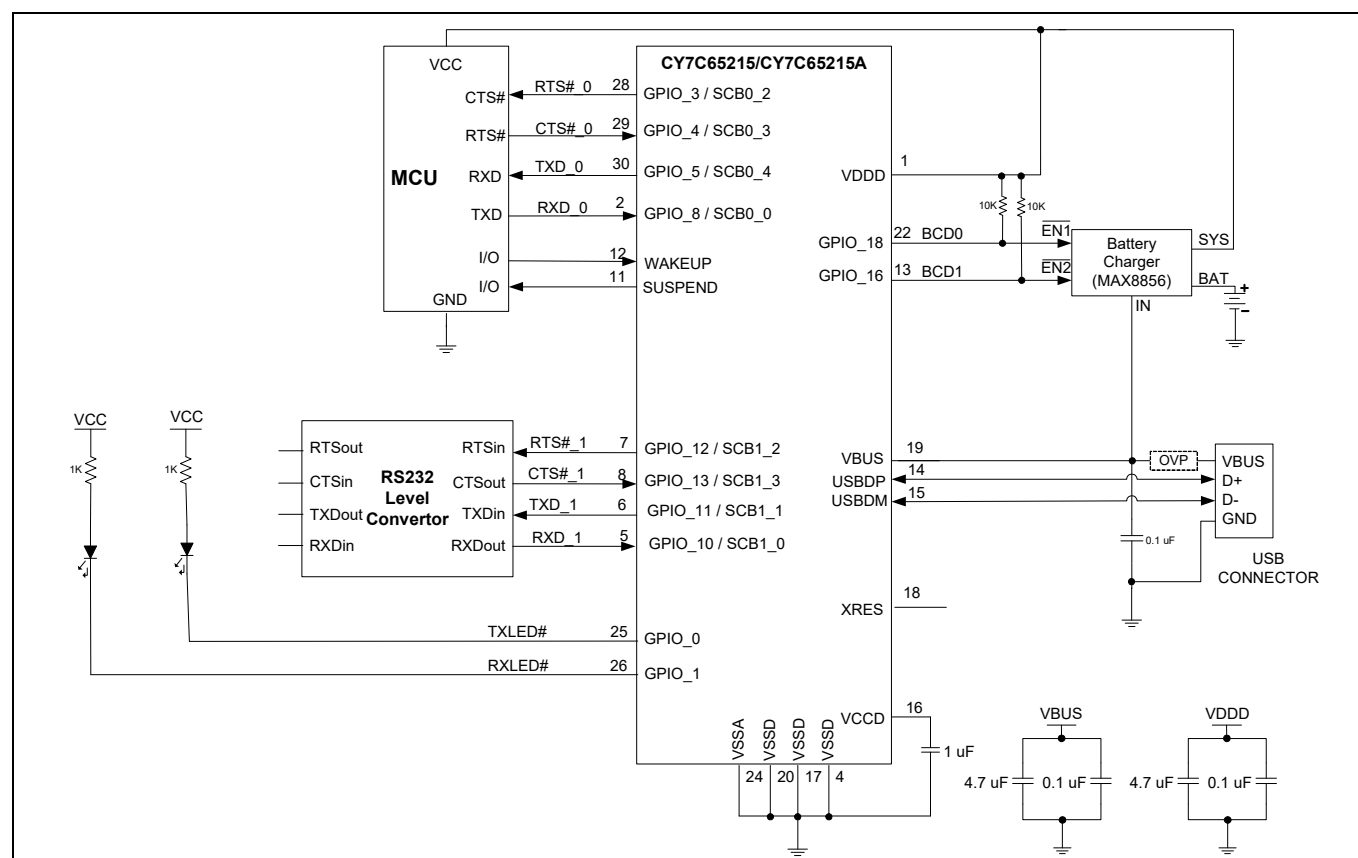 CY7C65215/CY7C65215A
VCC
CTS#
RTS#
MCU
RXD
TXD
I/O
I/O
GND
RTS#_0
28
GPIO_3 / SCB0_2
CTS#_0
29
GPIO_4 / SCB0_3
TXD_0
30
GPIO_5 / SCB0_4
RXD_0
2
GPIO_8 / SCB0_0
12
WAKEUP
11
SUSPEND
VDDD
1
10K
10K
GPIO_18
22
BCD0
EN1
GPIO_16
13
BCD1
EN2
Battery
Charger
(MAX8856)
SYS
BAT
+
–
IN
VCC
VCC
1K
1K
RTSout
RTSin
CTSin
CTSout
RS232
Level
Convertor
TXDout
TXDin
RXDin
RXDout
RTS#_1
7
GPIO_12 / SCB1_2
CTS#_1
8
GPIO_13 / SCB1_3
TXD_1
6
GPIO_11 / SCB1_1
RXD_1
5
GPIO_10 / SCB1_0
VBUS
19
OVP
VBUS
USBDP
14
D+
USBDM
15
D-
GND
0.1 uF
USB
CONNECTOR
XRES
18
TXLED#
25
GPIO_0
RXLED#
26
GPIO_1
VCCD
16
1 uF
VSSA
VSSD
VSSD
VSSD
24
20
17
4
VBUS
4.7 uF
0.1 uF
VDDD
4.7 uF
0.1 uF